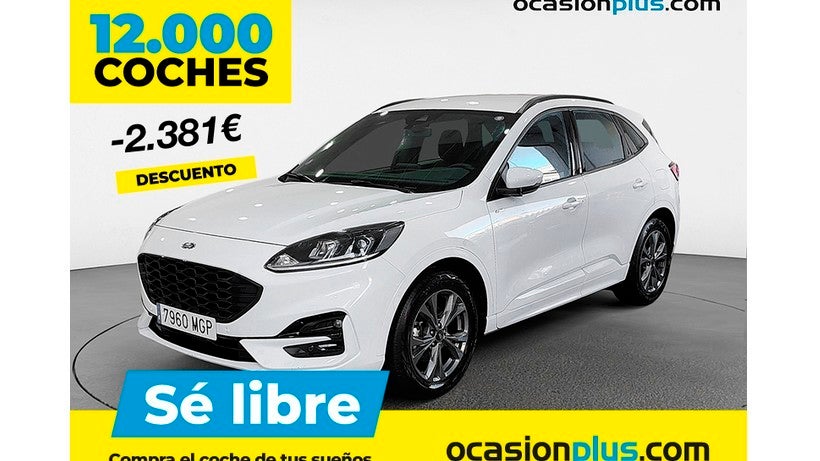 ocasionplus.com
12.000
COCHES
-2.381€
DESCUENTO
Ford
7960 MGP
Sé libre
Compra el coche de tus sueños
ocasionplus.com